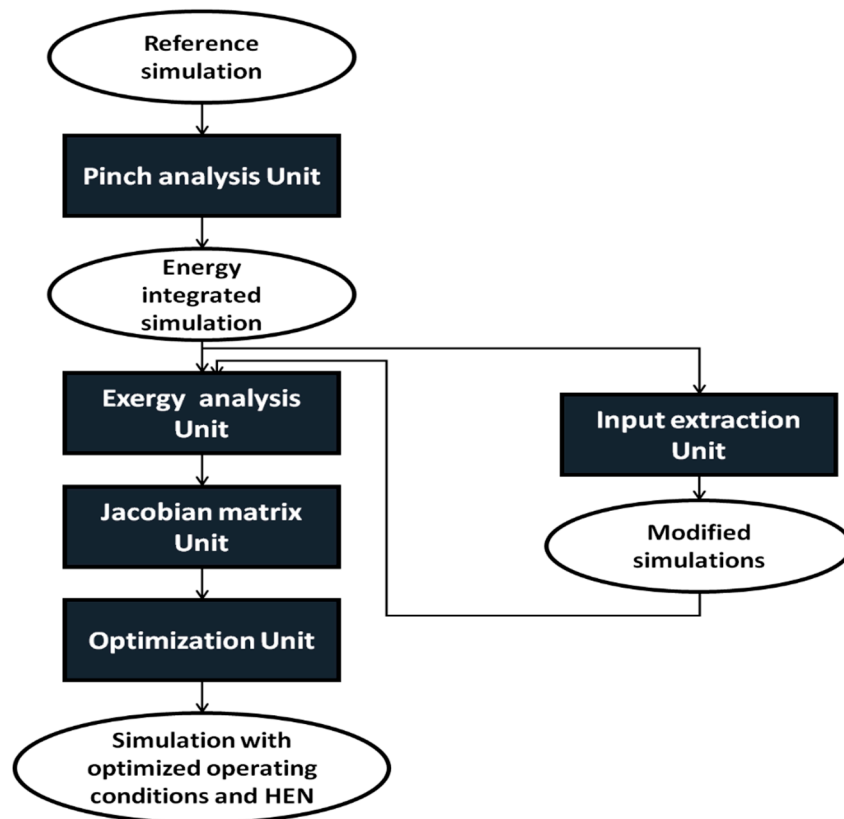 Reference
simulation
Pinch analysis Unit
Energy
integrated
simulation
Exergy analysis
Unit
Input extraction
Unit
Jacobian matrix
Unit
Modified
simulations
Optimization Unit
Simulation with
optimized operating
conditions and HEN